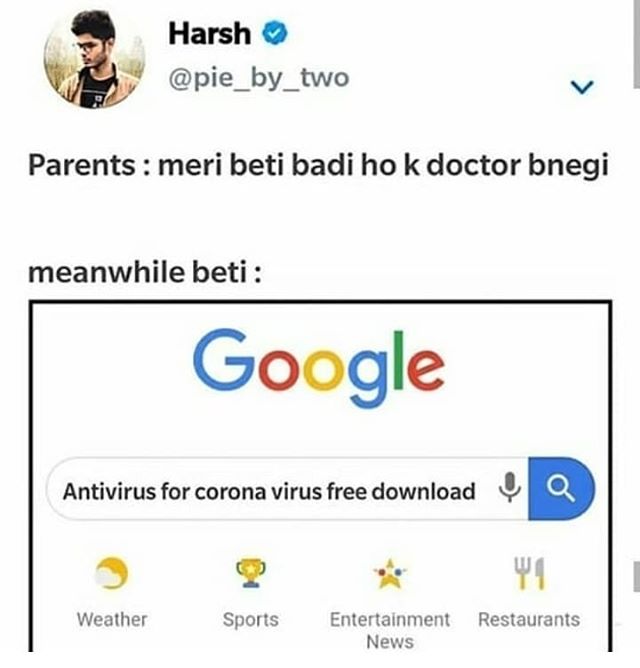 Harsh
@pie_by_two
Parents : meri beti badi ho k doctor bnegi
meanwhile beti :
Google
Antivirus for corona virus free download
Weather Sports Entertainment News Restaurants